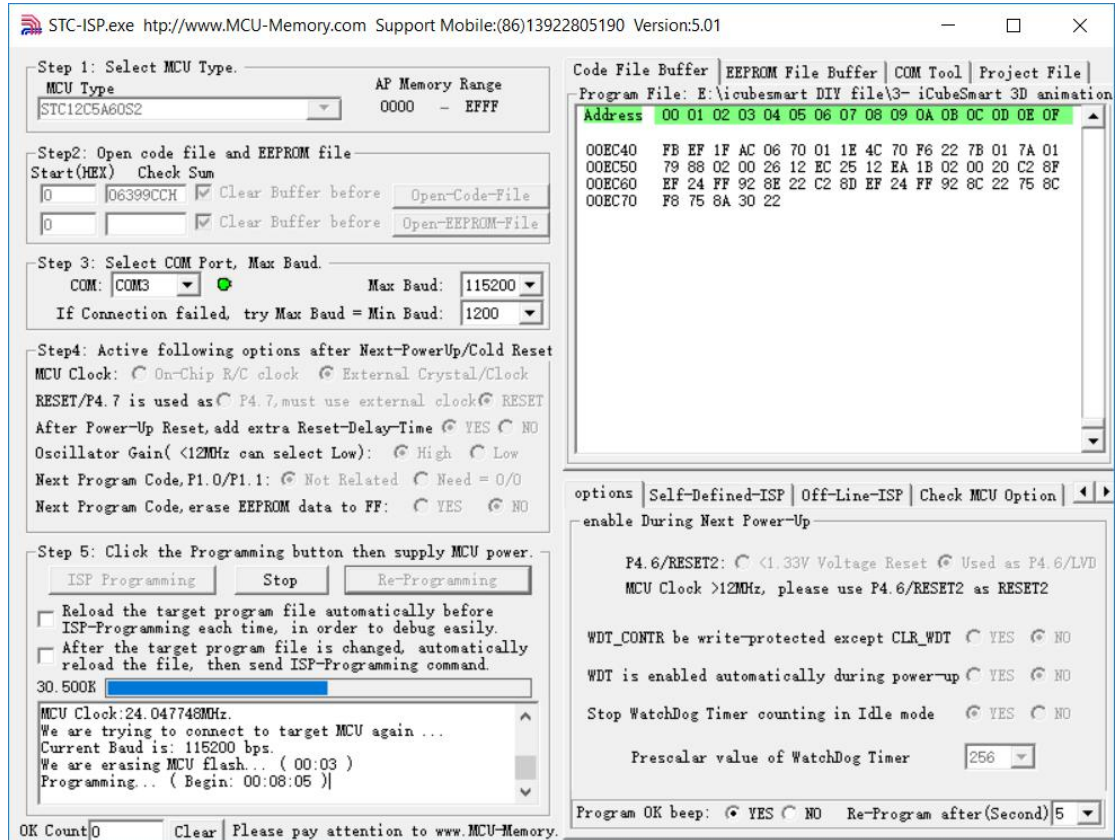 STC-ISP.exe htp://www.MCU-Memory.com Support Mobile:(86)13922805190 Version:5.01
Step 1: Select MCU Type.
MCU Type
AP Memory Range
STC12C5A60S2
0000 - EFFF
Step2: Open code file and EEPROM file
Start(HEX) Check Sum
0 06399CCH Clear Buffer before Open-Code-File
0 Clear Buffer before Open-EEPROM-File
Step 3: Select COM Port, Max Baud.
COM: COM3 Max Baud: 115200
If Connection failed, try Max Baud = Min Baud: 1200
Step4: Active following options after Next-PowerUp/Cold Reset
MCU Clock: On-Chip R/C clock External Crystal/Clock
RESET/P4.7 is used as P4.7,must use external clock RESET
After Power-Up Reset,add extra Reset-Delay-Time YES NO
Oscillator Gain( <12MHz can select Low): High Low
Next Program Code,P1.0/P1.1: Not Related Need = 0/0
Next Program Code,erase EEPROM data to FF: YES NO
Step 5: Click the Programming button then supply MCU power.
ISP Programming Stop Re-Programming
Reload the target program file automatically before
ISP-Programming each time, in order to debug easily.
After the target program file is changed, automatically
reload the file, then send ISP-Programming command.
30.500K
MCU Clock:24.047748MHz.
We are trying to connect to target MCU again ...
Current Baud is: 115200 bps.
We are erasing MCU flash... ( 00:03 )
Programming... ( Begin: 00:08:05 )
OK Count 0 Clear Please pay attention to www.MCU-Memory.
Code File Buffer EEPROM File Buffer COM Tool Project File
Program File: E:\icubesmart DIY file\3- iCubeSmart 3D animation
Address 00 01 02 03 04 05 06 07 08 09 0A 0B 0C 0D 0E 0F
00EC40 FB EF 1F AC 06 70 01 1E 4C 70 F6 22 7B 01 7A 01
00EC50 79 88 02 00 26 12 EC 25 12 EA 1B 02 00 20 C2 8F
00EC60 EF 24 FF 92 8E 22 C2 8D EF 24 FF 92 8C 22 75 8C
00EC70 F8 75 8A 30 22
options Self-Defined-ISP Off-Line-ISP Check MCU Option
enable During Next Power-Up
P4.6/RESET2: <1.33V Voltage Reset Used as P4.6/LVD
MCU Clock >12MHz, please use P4.6/RESET2 as RESET2
WDT_CONTR be write-protected except CLR_WDT YES NO
WDT is enabled automatically during power-up YES NO
Stop WatchDog Timer counting in Idle mode YES NO
Prescalar value of WatchDog Timer 256
Program OK beep: YES NO Re-Program after(Second) 5